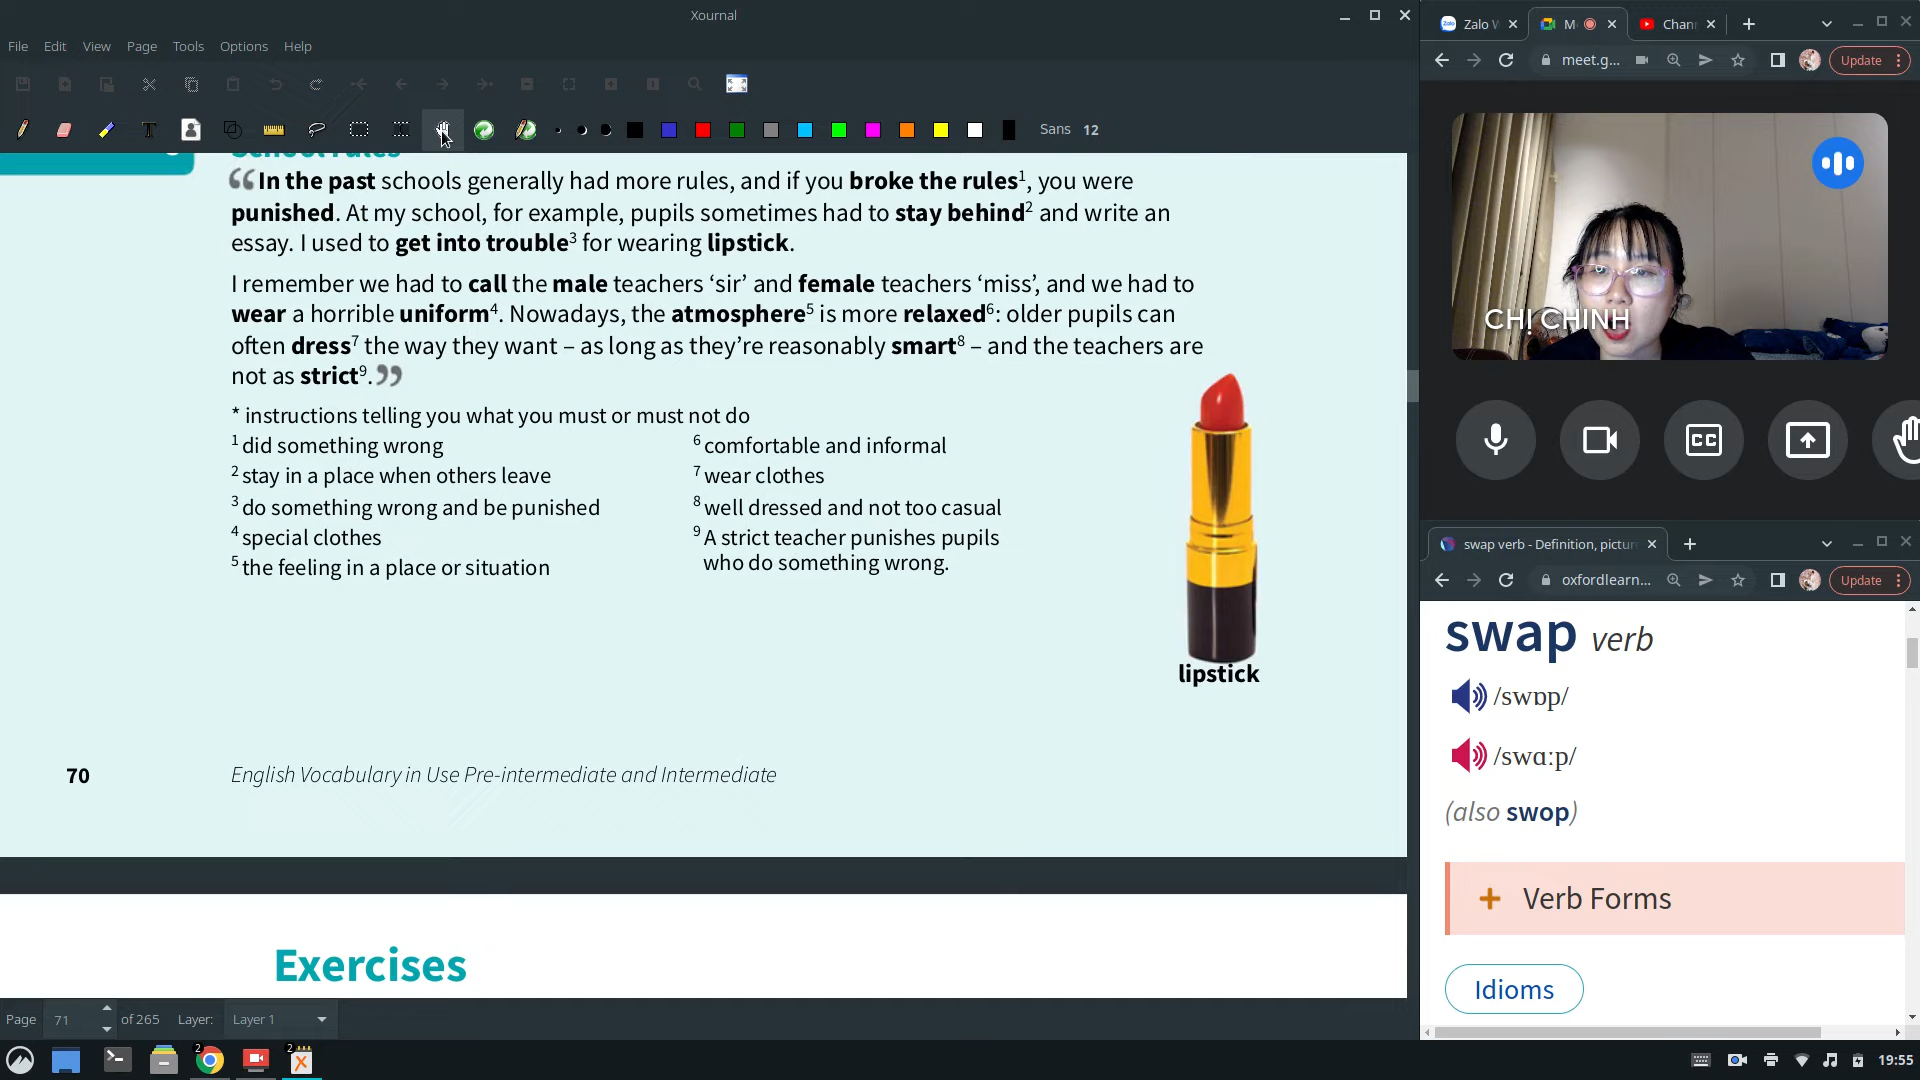 Xournal
File Edit View Page Tools Options Help
Sans 12
School rules
“In the past schools generally had more rules, and if you broke the rules1, you were
punished. At my school, for example, pupils sometimes had to stay behind2 and write an
essay. I used to get into trouble3 for wearing lipstick.
I remember we had to call the male teachers ‘sir’ and female teachers ‘miss’, and we had to
wear a horrible uniform4. Nowadays, the atmosphere5 is more relaxed6: older pupils can
often dress7 the way they want – as long as they’re reasonably smart8 – and the teachers are
not as strict9.”
* instructions telling you what you must or must not do
1 did something wrong
2 stay in a place when others leave
3 do something wrong and be punished
4 special clothes
5 the feeling in a place or situation
6 comfortable and informal
7 wear clothes
8 well dressed and not too casual
9 A strict teacher punishes pupils
who do something wrong.
lipstick
70 English Vocabulary in Use Pre-intermediate and Intermediate
Exercises
Page 71 of 265 Layer: Layer 1
Zalo W M Chann
meet.g... Update
CHỊ CHINH
CC
swap verb - Definition, pictur
oxfordlearn... Update
swap verb
/swɒp/
/swɑːp/
(also swop)
+ Verb Forms
Idioms
2 2 19:55